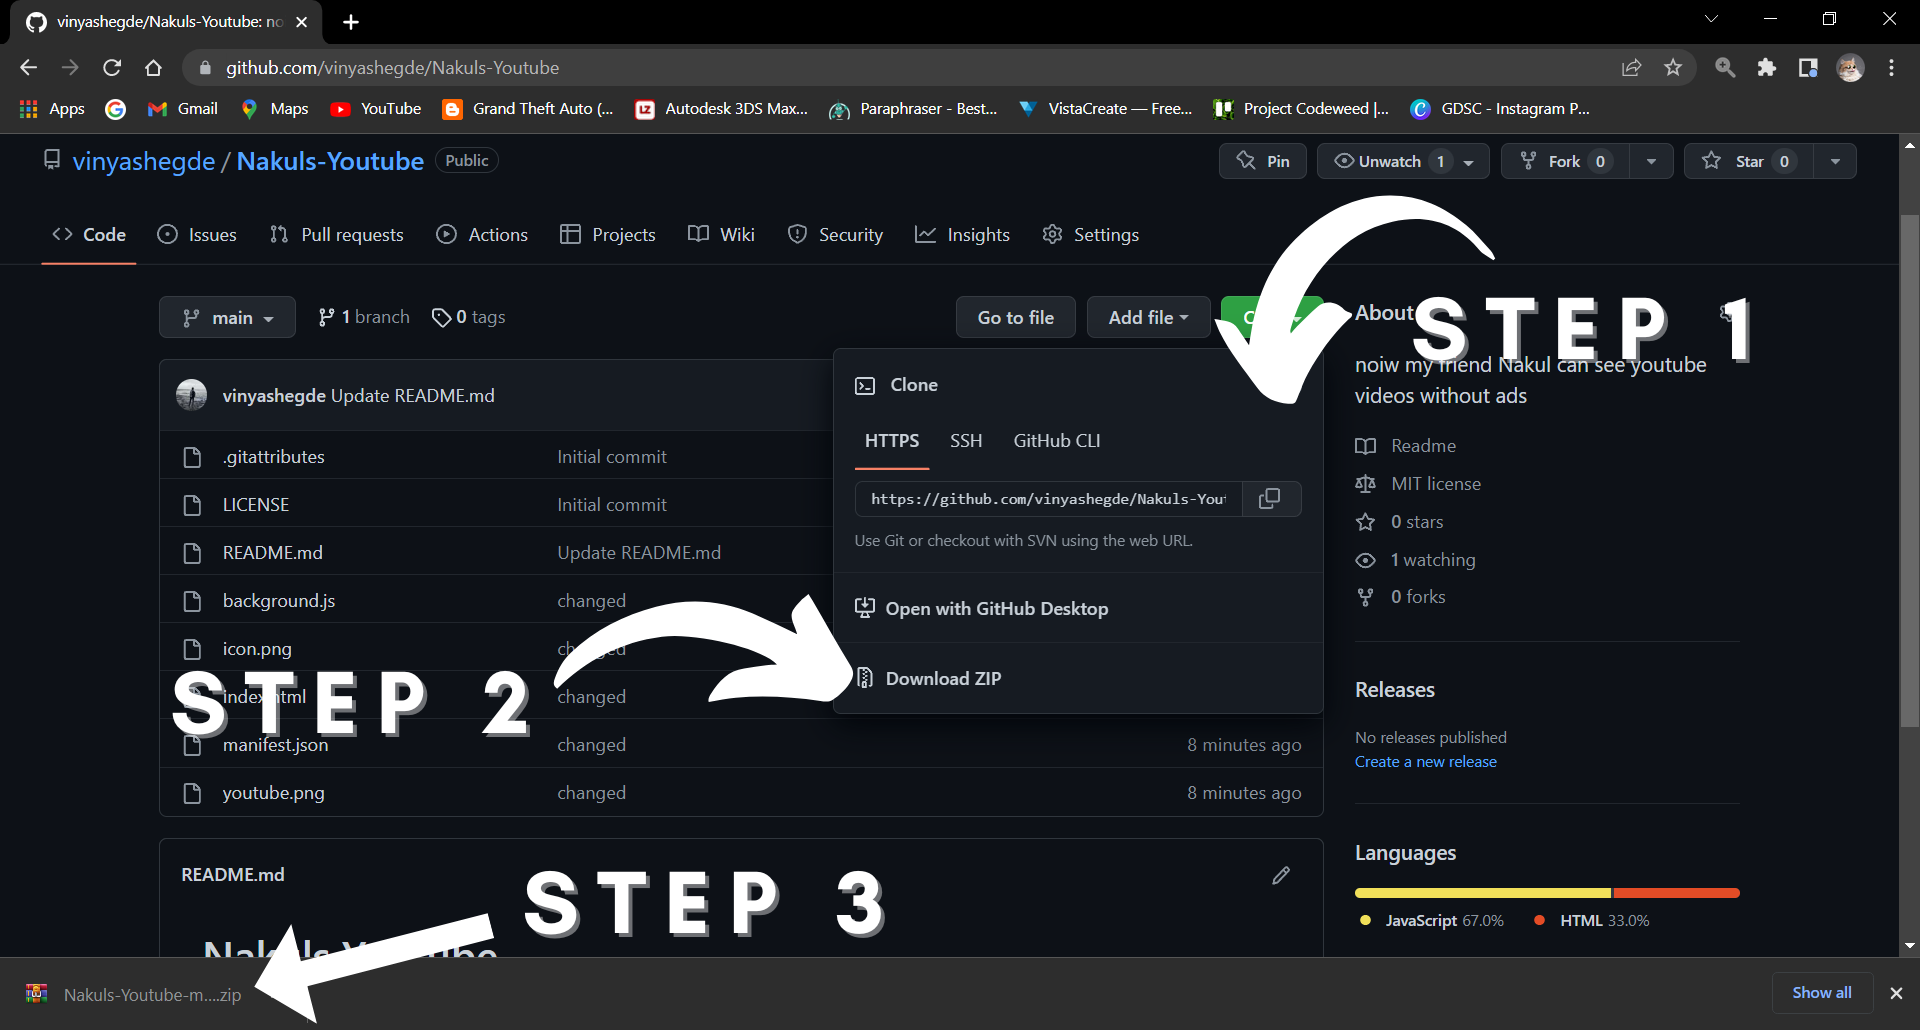 vinyashegde/Nakuls-Youtube: no
github.com/vinyashegde/Nakuls-Youtube
Apps Gmail Maps YouTube Grand Theft Auto (... Autodesk 3DS Max... Paraphraser - Best... VistaCreate — Free... Project Codeweed |... GDSC - Instagram P...
vinyashegde / Nakuls-Youtube Public
Pin Unwatch 1 Fork 0 Star 0
Code Issues Pull requests Actions Projects Wiki Security Insights Settings
main 1 branch 0 tags Go to file Add file
About
STEP 1
noiw my friend Nakul can see youtube
videos without ads
Readme
MIT license
0 stars
1 watching
0 forks
Clone
HTTPS SSH GitHub CLI
https://github.com/vinyashegde/Nakuls-You
Use Git or checkout with SVN using the web URL.
Open with GitHub Desktop
Download ZIP
vinyashegde Update README.md
.gitattributes Initial commit
LICENSE Initial commit
README.md Update README.md
background.js changed
icon.png changed
STEP 2
index.html changed
manifest.json changed 8 minutes ago
youtube.png changed 8 minutes ago
Releases
No releases published
Create a new release
Languages
JavaScript 67.0% HTML 33.0%
README.md
STEP 3
Nakuls-Youtube
Nakuls-Youtube-m....zip
Show all